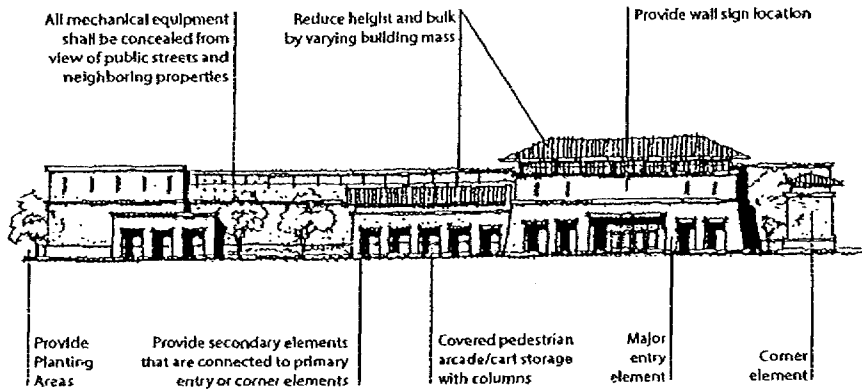 All mechanical equipment
shall be concealed from
view of public streets and
neighboring properties
Reduce height and bulk
by varying building mass
Provide wall sign location
Provide
Planting
Areas
Provide secondary elements
that are connected to primary
entry or corner elements
Covered pedestrian
arcade/cart storage
with columns
Major
entry
element
Corner
element